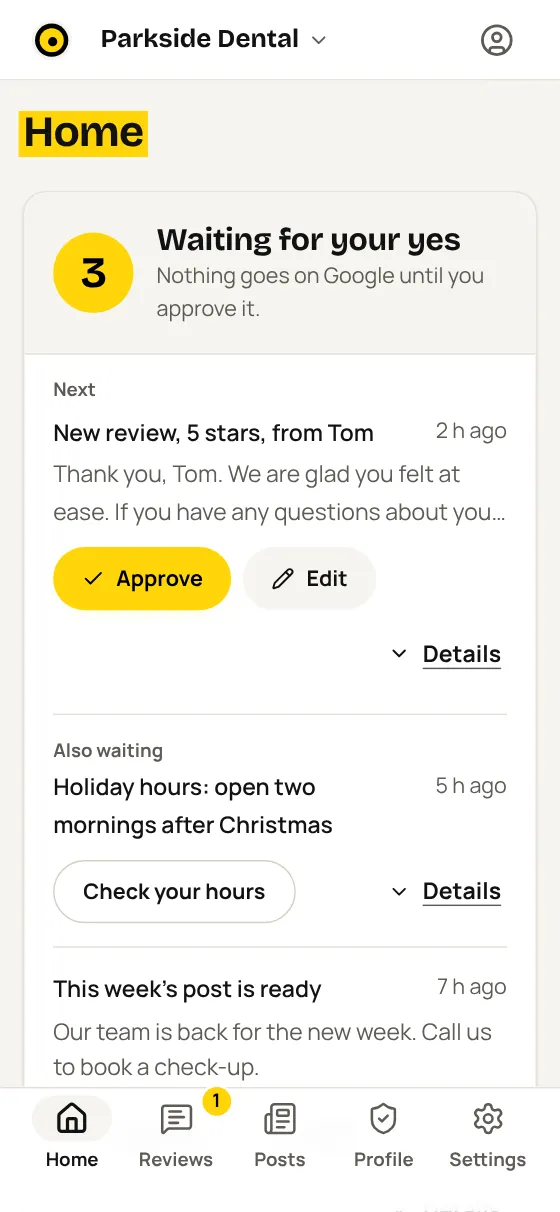 Parkside Dental
Home
3
Waiting for your yes
Nothing goes on Google until you
approve it.
Next
New review, 5 stars, from Tom
2 h ago
Thank you, Tom. We are glad you felt at
ease. If you have any questions about you...
Approve
Edit
Details
Also waiting
Holiday hours: open two
mornings after Christmas
5 h ago
Check your hours
Details
This week's post is ready
7 h ago
Our team is back for the new week. Call us
to book a check-up.
1
Home
Reviews
Posts
Profile
Settings